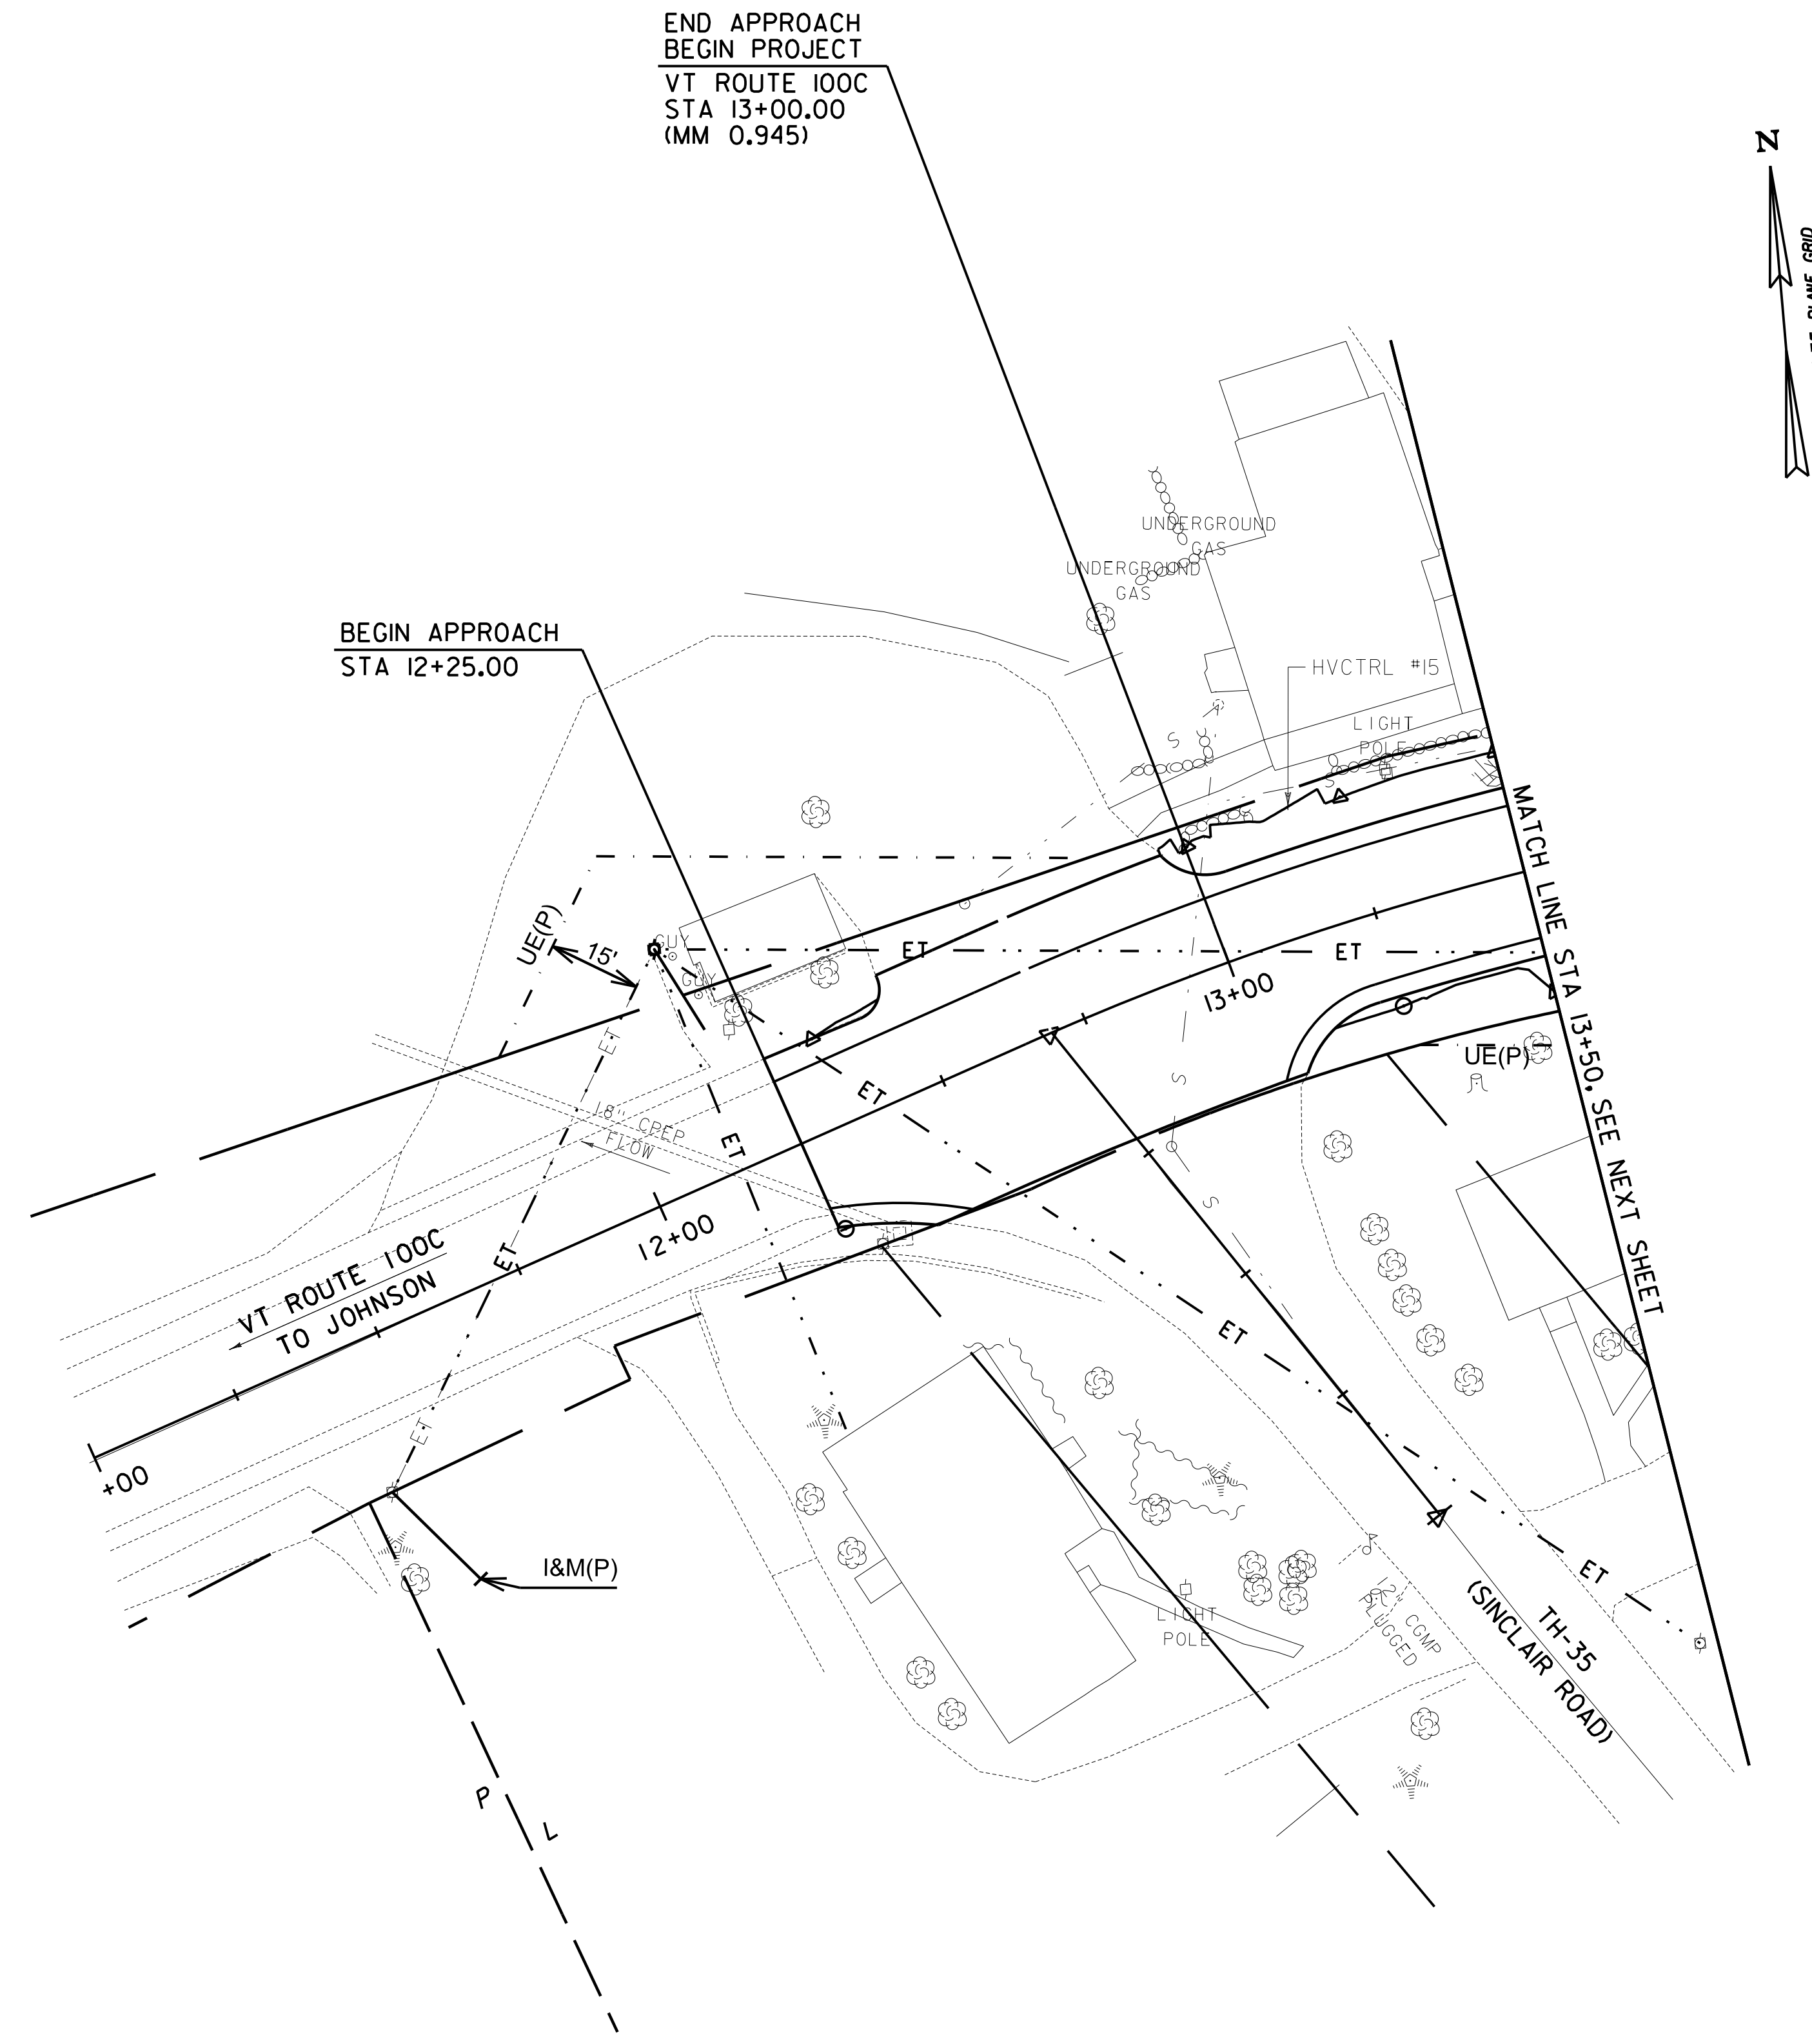 END APPROACH
BEGIN PROJECT
VT ROUTE 100C
STA 13+00.00
(MM 0.945)
N
PLANE GRID
UNDERGROUND
GAS
UNDERGROUND
GAS
BEGIN APPROACH
STA 12+25.00
HVCTRL #15
LIGHT
POLE
S
S
MATCH LINE STA 13+50, SEE NEXT SHEET
UE(P)
15'
GUY
GUY
ET
ET
13+00
ET
UE(P)
ET
18" CPEP
FLOW
ET
S
S
12+00
VT ROUTE 100C
TO JOHNSON
ET
ET
ET
+00
I&M(P)
ET
LIGHT
POLE
12" CGMP
PLUGGED
TH-35
(SINCLAIR ROAD)
P
L